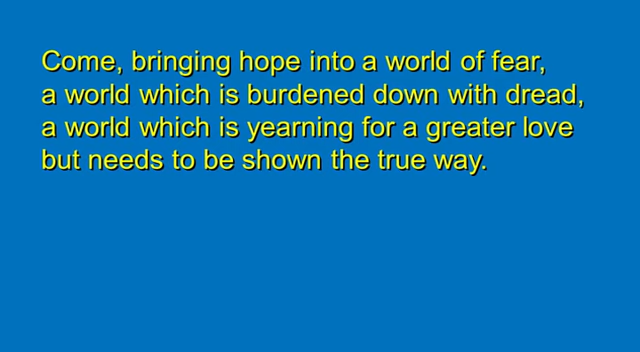 Come, bringing hope into a world of fear,
a world which is burdened down with dread,
a world which is yearning for a greater love
but needs to be shown the true way.